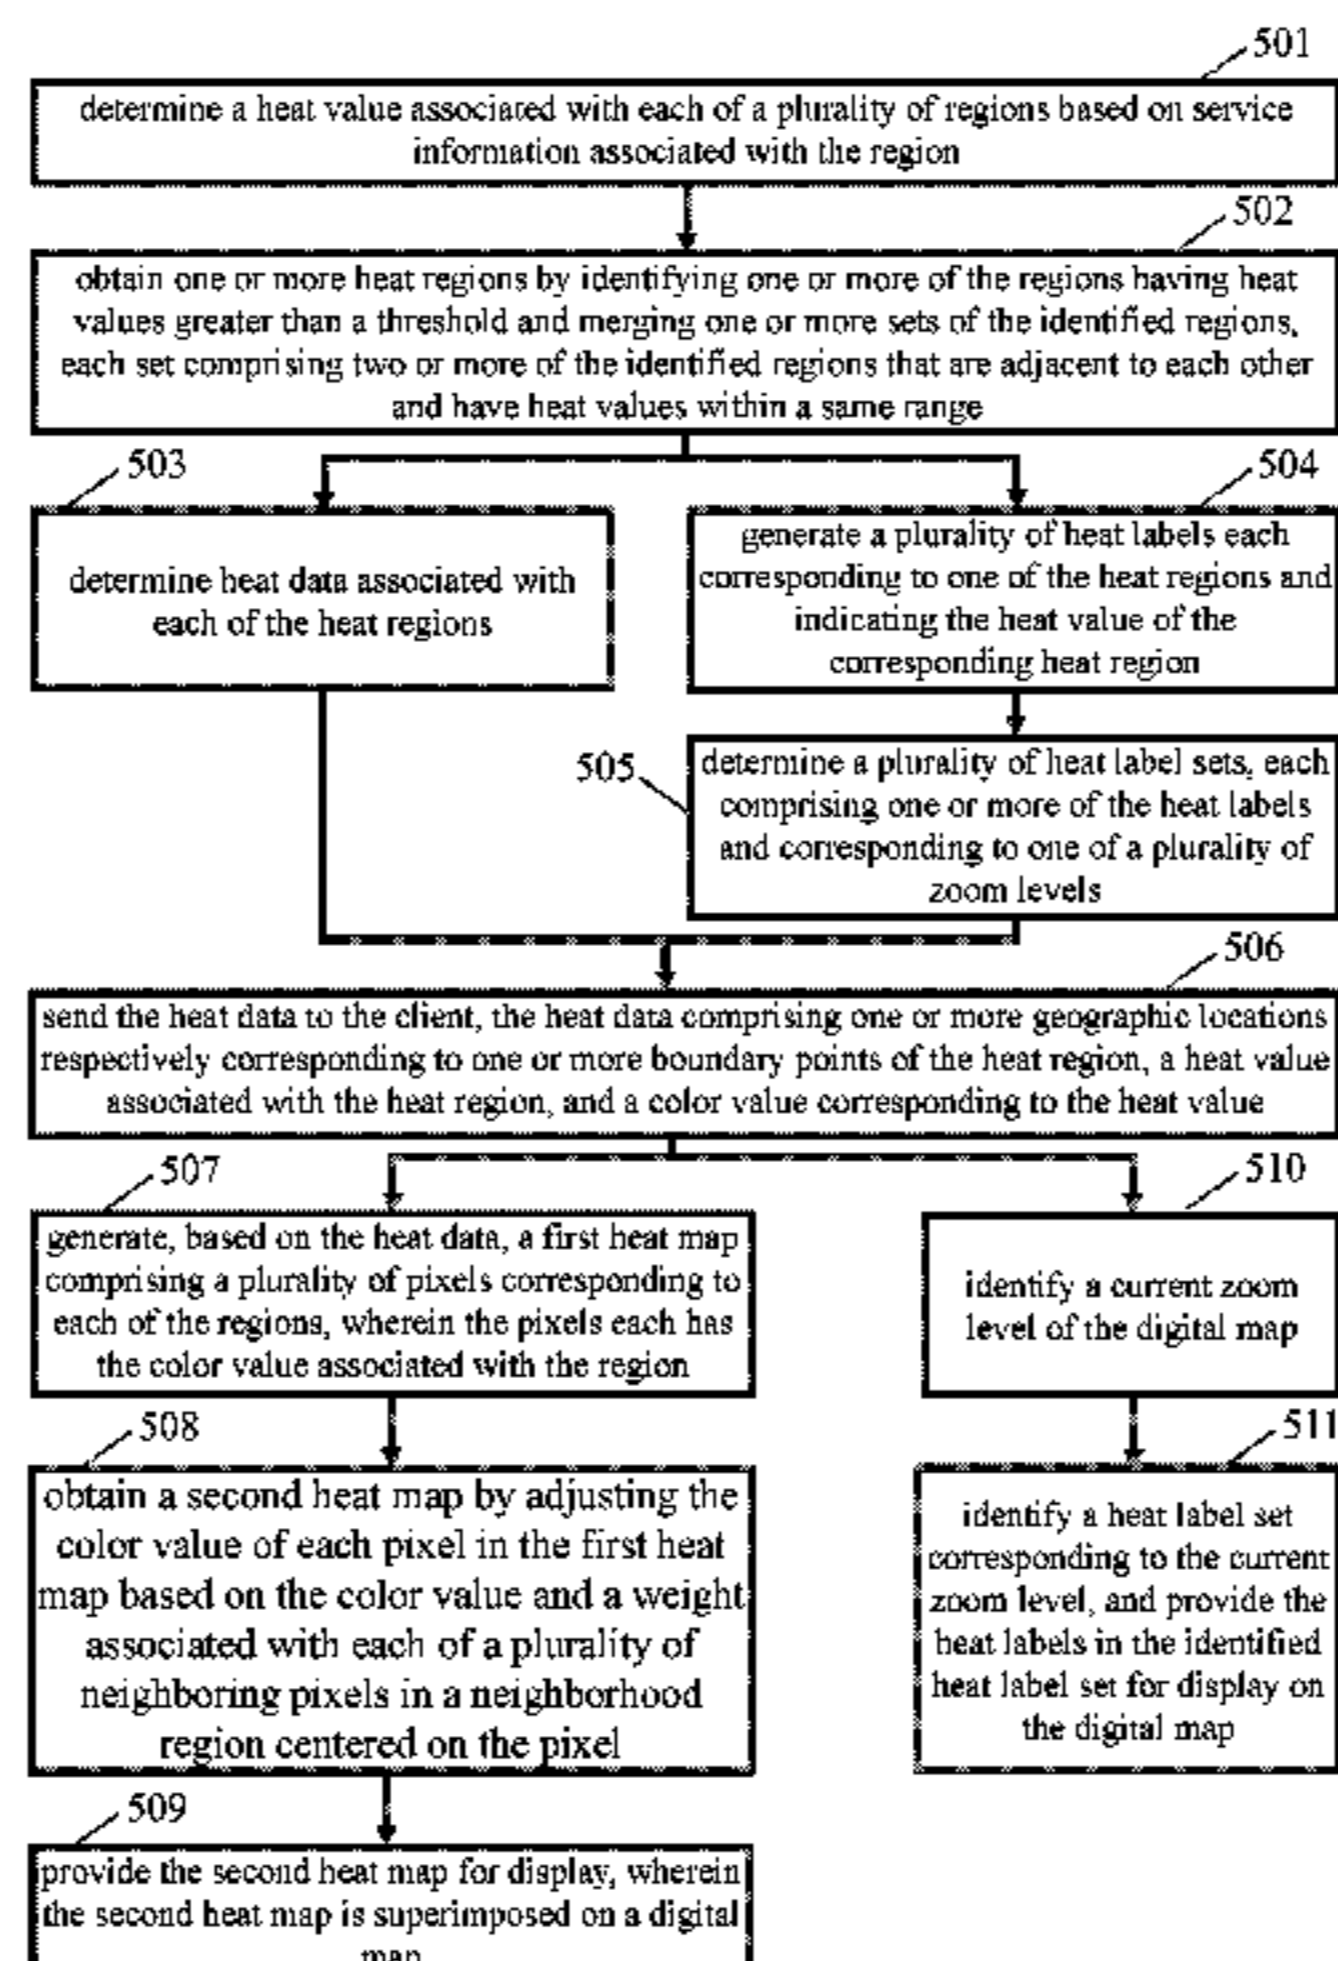 501
determine a heat value associated with each of a plurality of regions based on service
information associated with the region
502
obtain one or more heat regions by identifying one or more of the regions having heat
values greater than a threshold and merging one or more sets of the identified regions,
each set comprising two or more of the identified regions that are adjacent to each other
and have heat values within a same range
503
determine heat data associated with
each of the heat regions
504
generate a plurality of heat labels each
corresponding to one of the heat regions and
indicating the heat value of the
corresponding heat region
505
determine a plurality of heat label sets, each
comprising one or more of the heat labels
and corresponding to one of a plurality of
zoom levels
506
send the heat data to the client, the heat data comprising one or more geographic locations
respectively corresponding to one or more boundary points of the heat region, a heat value
associated with the heat region, and a color value corresponding to the heat value
507
generate, based on the heat data, a first heat map
comprising a plurality of pixels corresponding to
each of the regions, wherein the pixels each has
the color value associated with the region
510
identify a current zoom
level of the digital map
508
obtain a second heat map by adjusting the
color value of each pixel in the first heat
map based on the color value and a weight
associated with each of a plurality of
neighboring pixels in a neighborhood
region centered on the pixel
511
identify a heat label set
corresponding to the current
zoom level, and provide the
heat labels in the identified
heat label set for display on
the digital map
509
provide the second heat map for display, wherein
the second heat map is superimposed on a digital
map